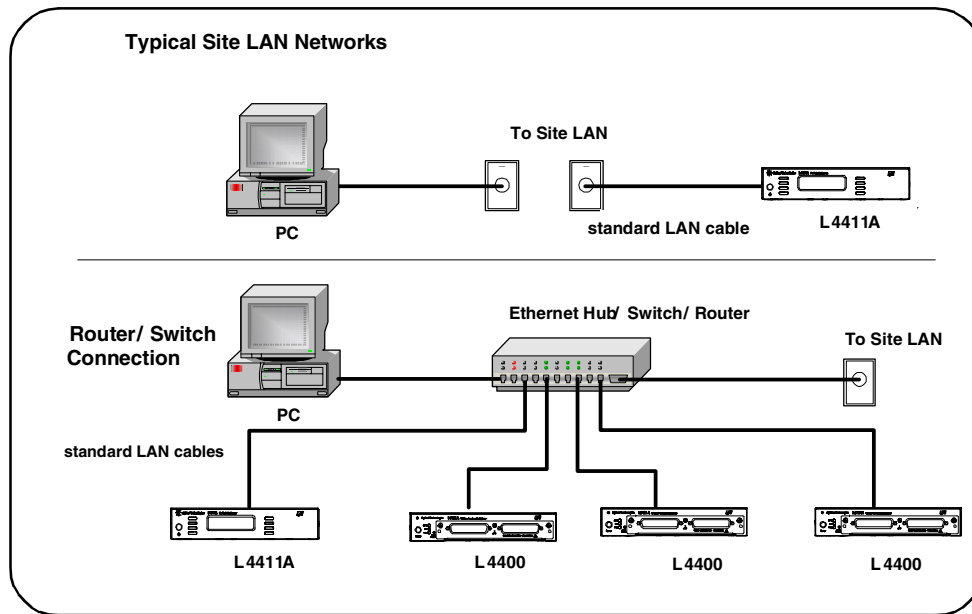 Typical Site LAN Networks
To Site LAN
PC
standard LAN cable
L4411A
Router/ Switch
Connection
Ethernet Hub/ Switch/ Router
To Site LAN
PC
standard LAN cables
L4411A
L4400
L4400
L4400